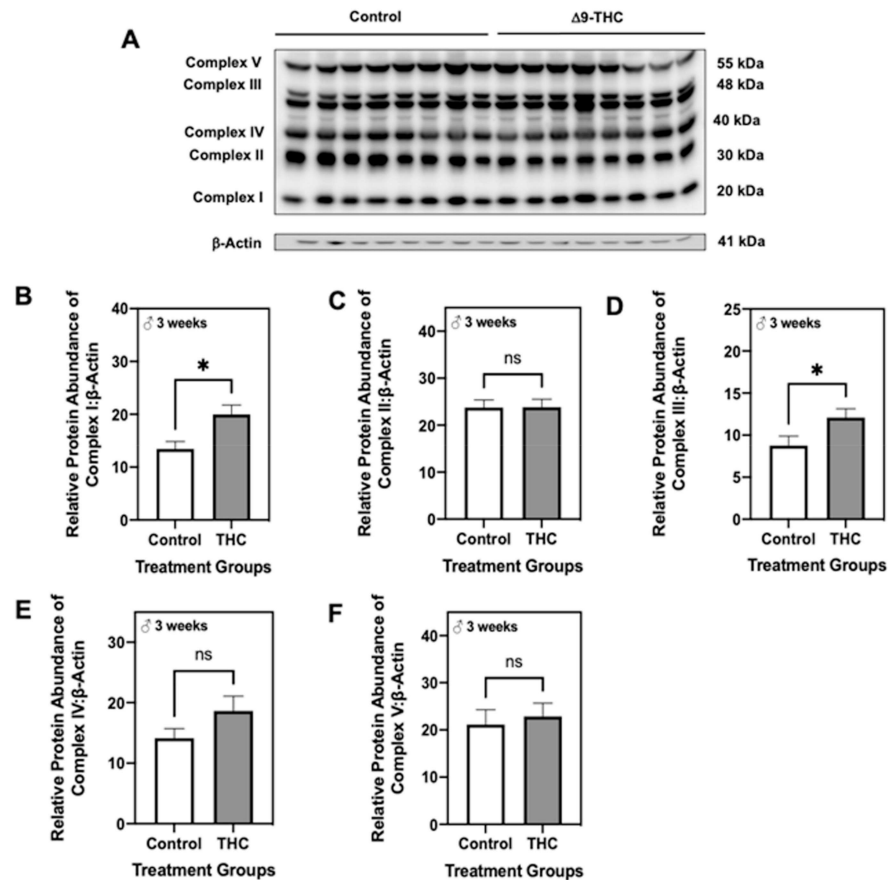 Control Δ9-THC
A
Complex V 55 kDa
Complex III 48 kDa
40 kDa
Complex IV
Complex II 30 kDa
Complex I 20 kDa
β-Actin 41 kDa
B
Relative Protein Abundance of
Complex I:β-Actin
40
30
20
10
0
♂ 3 weeks
*
Control THC
Treatment Groups
C
Relative Protein Abundance of
Complex II:β-Actin
40
30
20
10
0
♂ 3 weeks
ns
Control THC
Treatment Groups
D
Relative Protein Abundance of
Complex III:β-Actin
25
20
15
10
5
0
♂ 3 weeks
*
Control THC
Treatment Groups
E
Relative Protein Abundance of
Complex IV:β-Actin
30
20
10
0
♂ 3 weeks
ns
Control THC
Treatment Groups
F
Relative Protein Abundance of
Complex V:β-Actin
40
30
20
10
0
♂ 3 weeks
ns
Control THC
Treatment Groups